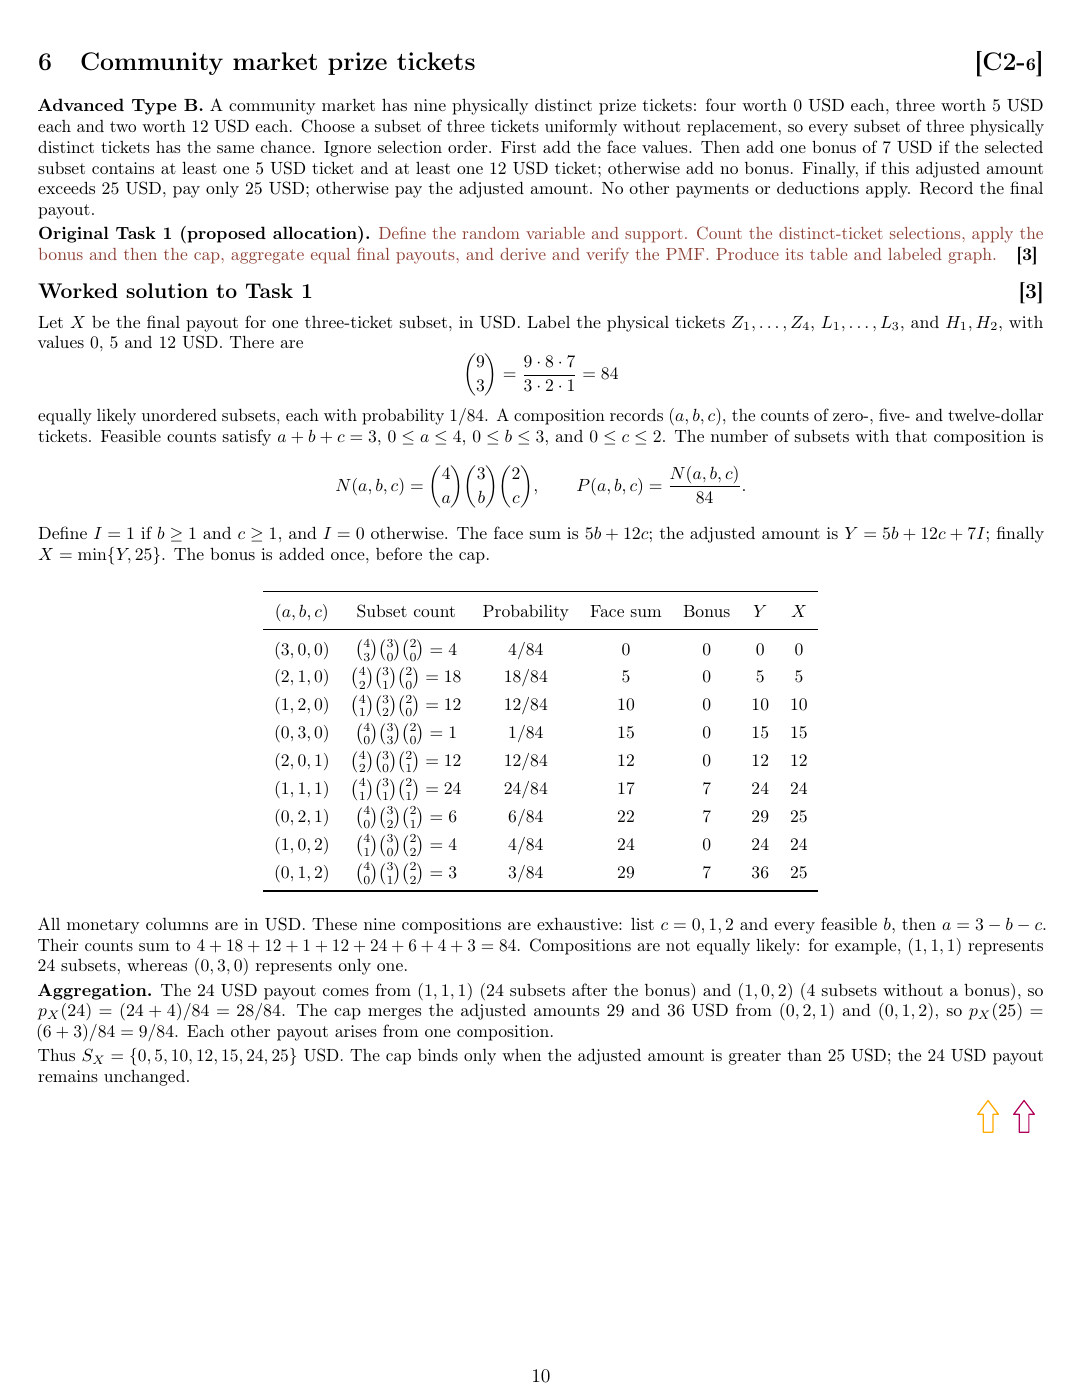 6 Community market prize tickets [C2-6]
Advanced Type B. A community market has nine physically distinct prize tickets: four worth 0 USD each, three worth 5 USD
each and two worth 12 USD each. Choose a subset of three tickets uniformly without replacement, so every subset of three physically
distinct tickets has the same chance. Ignore selection order. First add the face values. Then add one bonus of 7 USD if the selected
subset contains at least one 5 USD ticket and at least one 12 USD ticket; otherwise add no bonus. Finally, if this adjusted amount
exceeds 25 USD, pay only 25 USD; otherwise pay the adjusted amount. No other payments or deductions apply. Record the final
payout.
Original Task 1 (proposed allocation). Define the random variable and support. Count the distinct-ticket selections, apply the
bonus and then the cap, aggregate equal final payouts, and derive and verify the PMF. Produce its table and labeled graph. [3]
Worked solution to Task 1 [3]
Let X be the final payout for one three-ticket subset, in USD. Label the physical tickets Z₁, . . . , Z₄, L₁, . . . , L₃, and H₁, H₂, with
values 0, 5 and 12 USD. There are
(9 3) = 9 · 8 · 7 / 3 · 2 · 1 = 84
equally likely unordered subsets, each with probability 1/84. A composition records (a, b, c), the counts of zero-, five- and twelve-dollar
tickets. Feasible counts satisfy a + b + c = 3, 0 ≤ a ≤ 4, 0 ≤ b ≤ 3, and 0 ≤ c ≤ 2. The number of subsets with that composition is
N(a, b, c) = (4 a)(3 b)(2 c), P(a, b, c) = N(a, b, c) / 84.
Define I = 1 if b ≥ 1 and c ≥ 1, and I = 0 otherwise. The face sum is 5b + 12c; the adjusted amount is Y = 5b + 12c + 7I; finally
X = min{Y, 25}. The bonus is added once, before the cap.
(a, b, c) Subset count Probability Face sum Bonus Y X
(3, 0, 0) (4 3)(3 0)(2 0) = 4 4/84 0 0 0 0
(2, 1, 0) (4 2)(3 1)(2 0) = 18 18/84 5 0 5 5
(1, 2, 0) (4 1)(3 2)(2 0) = 12 12/84 10 0 10 10
(0, 3, 0) (4 0)(3 3)(2 0) = 1 1/84 15 0 15 15
(2, 0, 1) (4 2)(3 0)(2 1) = 12 12/84 12 0 12 12
(1, 1, 1) (4 1)(3 1)(2 1) = 24 24/84 17 7 24 24
(0, 2, 1) (4 0)(3 2)(2 1) = 6 6/84 22 7 29 25
(1, 0, 2) (4 1)(3 0)(2 2) = 4 4/84 24 0 24 24
(0, 1, 2) (4 0)(3 1)(2 2) = 3 3/84 29 7 36 25
All monetary columns are in USD. These nine compositions are exhaustive: list c = 0, 1, 2 and every feasible b, then a = 3 − b − c.
Their counts sum to 4 + 18 + 12 + 1 + 12 + 24 + 6 + 4 + 3 = 84. Compositions are not equally likely: for example, (1, 1, 1) represents
24 subsets, whereas (0, 3, 0) represents only one.
Aggregation. The 24 USD payout comes from (1, 1, 1) (24 subsets after the bonus) and (1, 0, 2) (4 subsets without a bonus), so
p_X(24) = (24 + 4)/84 = 28/84. The cap merges the adjusted amounts 29 and 36 USD from (0, 2, 1) and (0, 1, 2), so p_X(25) =
(6 + 3)/84 = 9/84. Each other payout arises from one composition.
Thus S_X = {0, 5, 10, 12, 15, 24, 25} USD. The cap binds only when the adjusted amount is greater than 25 USD; the 24 USD payout
remains unchanged.
10